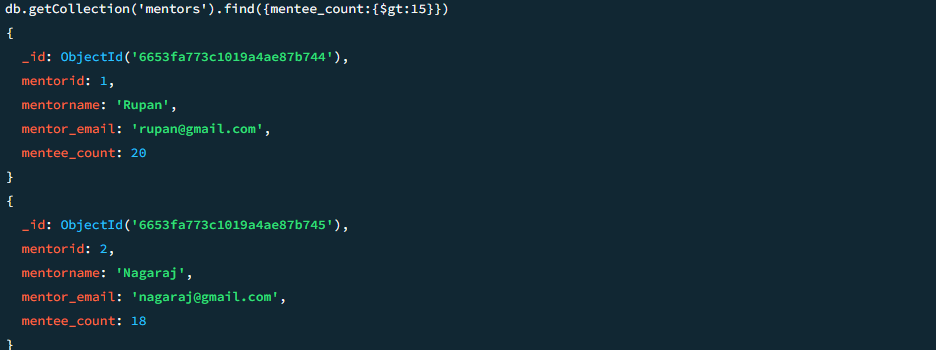 db.getCollection('mentors').find({mentee_count:{$gt:15}})
{
_id: ObjectId('6653fa773c1019a4ae87b744'),
mentorid: 1,
mentorname: 'Rupan',
mentor_email: 'rupan@gmail.com',
mentee_count: 20
}
{
_id: ObjectId('6653fa773c1019a4ae87b745'),
mentorid: 2,
mentorname: 'Nagaraj',
mentor_email: 'nagaraj@gmail.com',
mentee_count: 18
}